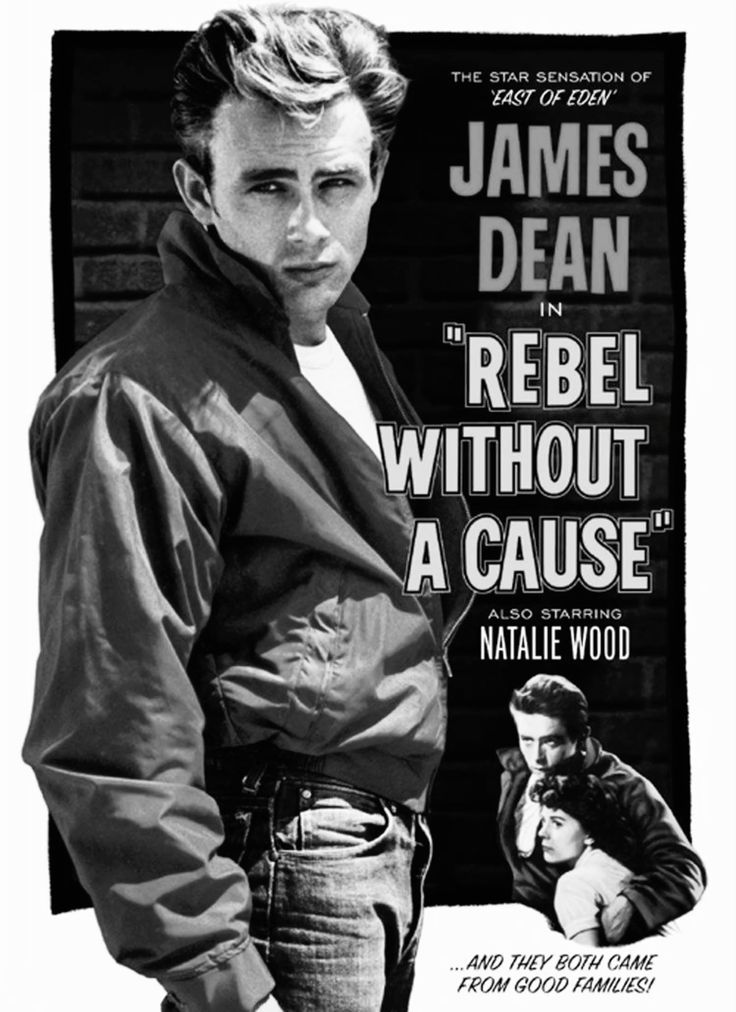 THE STAR SENSATION OF
'EAST OF EDEN'
JAMES
DEAN
IN
"REBEL
WITHOUT
A CAUSE"
ALSO STARRING
NATALIE WOOD
...AND THEY BOTH CAME
FROM GOOD FAMILIES!